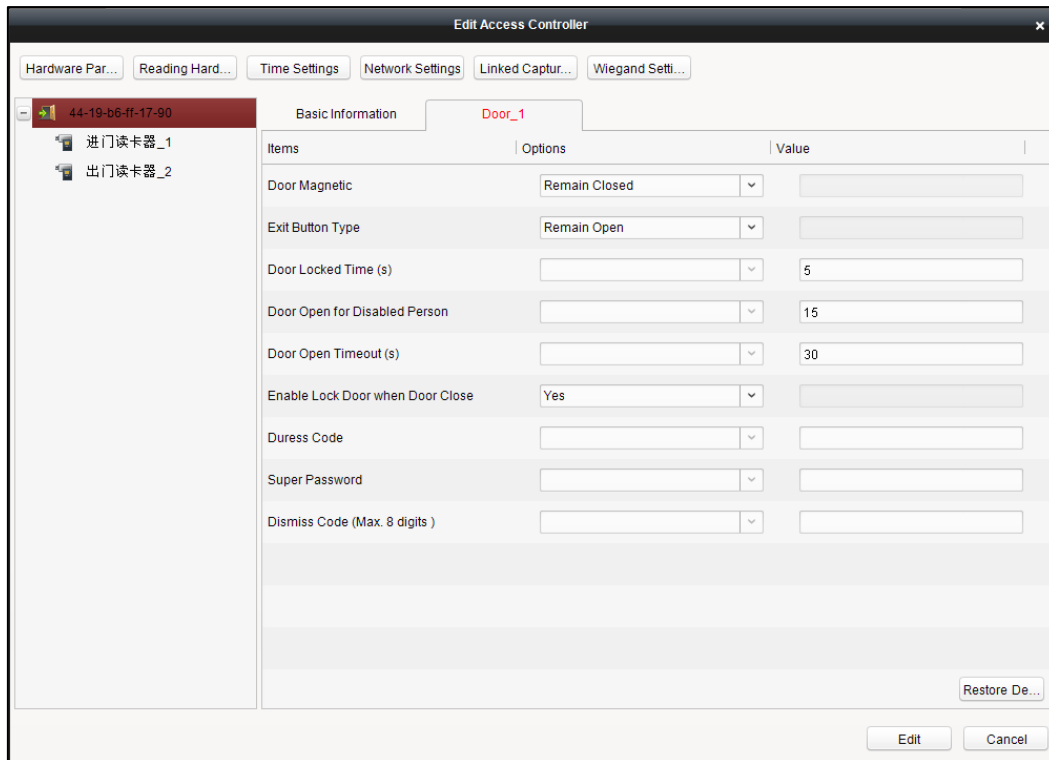 Edit Access Controller
Hardware Par... Reading Hard... Time Settings Network Settings Linked Captur... Wiegand Setti...
44-19-b6-ff-17-90
进门读卡器_1
出门读卡器_2
Basic Information Door_1
Items Options Value
Door Magnetic Remain Closed
Exit Button Type Remain Open
Door Locked Time (s) 5
Door Open for Disabled Person 15
Door Open Timeout (s) 30
Enable Lock Door when Door Close Yes
Duress Code
Super Password
Dismiss Code (Max. 8 digits )
Restore De...
Edit Cancel